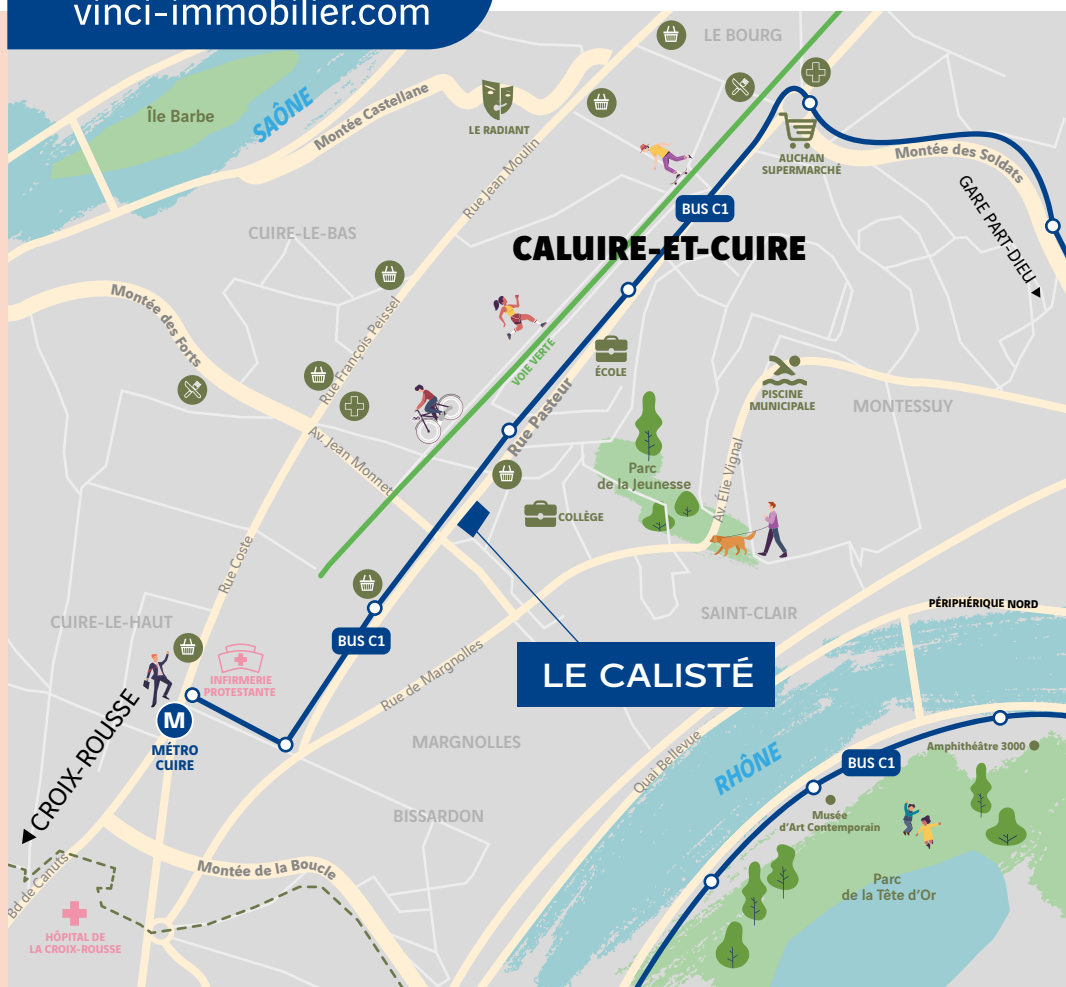 vinci-immobilier.com
LE BOURG
Île Barbe
SAÔNE
Montée Castellane
LE RADIANT
AUCHAN
SUPERMARCHÉ
Montée des Soldats
Rue Jean Moulin
GARE PART-DIEU
BUS C1
CUIRE-LE-BAS
CALUIRE-ET-CUIRE
Montée des Forts
Rue François Peissel
VOIE VERTE
ÉCOLE
Rue Pasteur
PISCINE
MUNICIPALE
MONTESSUY
Av. Jean Monnet
Parc
de la Jeunesse
Av. Élie Vignal
COLLÈGE
Rue Coste
CUIRE-LE-HAUT
SAINT-CLAIR
PÉRIPHÉRIQUE NORD
BUS C1
INFIRMERIE
PROTESTANTE
LE CALISTÉ
Rue de Margnolles
M
MÉTRO
CUIRE
CROIX-ROUSSE
MARGNOLLES
Quai Bellevue
RHÔNE
BUS C1
Amphithéâtre 3000
BISSARDON
Musée
d'Art Contemporain
Montée de la Boucle
Parc
de la Tête d'Or
Bd de Canuts
HÔPITAL DE
LA CROIX-ROUSSE